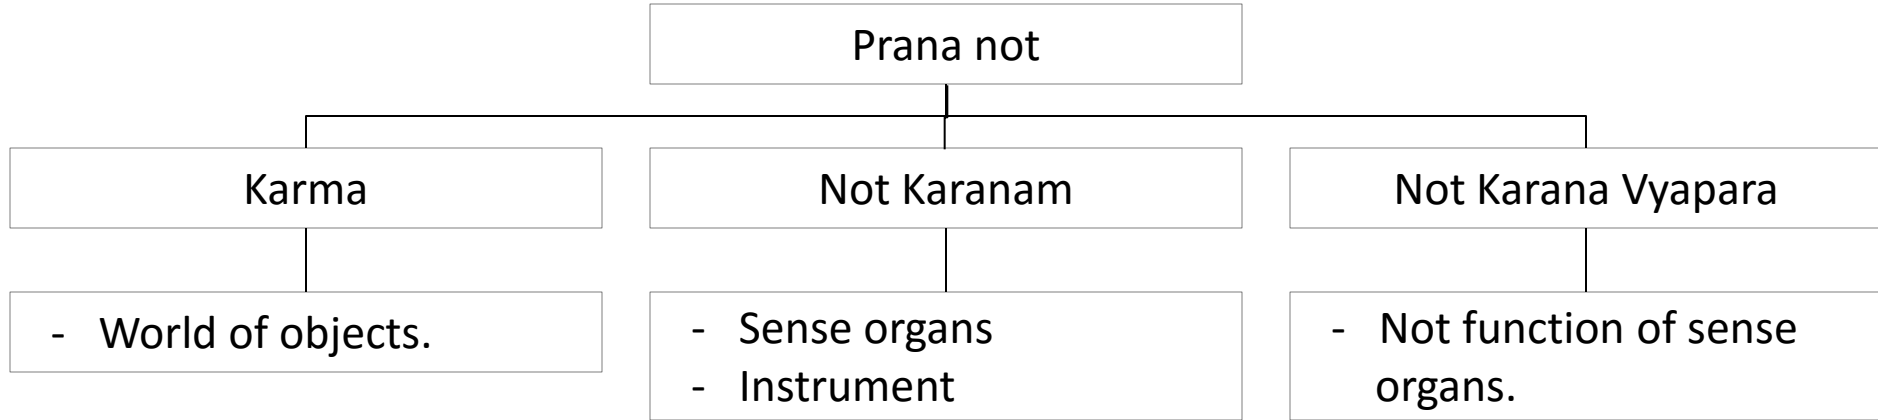 Prana not
Karma
Not Karanam
Not Karana Vyapara
- World of objects.
- Sense organs
- Instrument
- Not function of sense
organs.